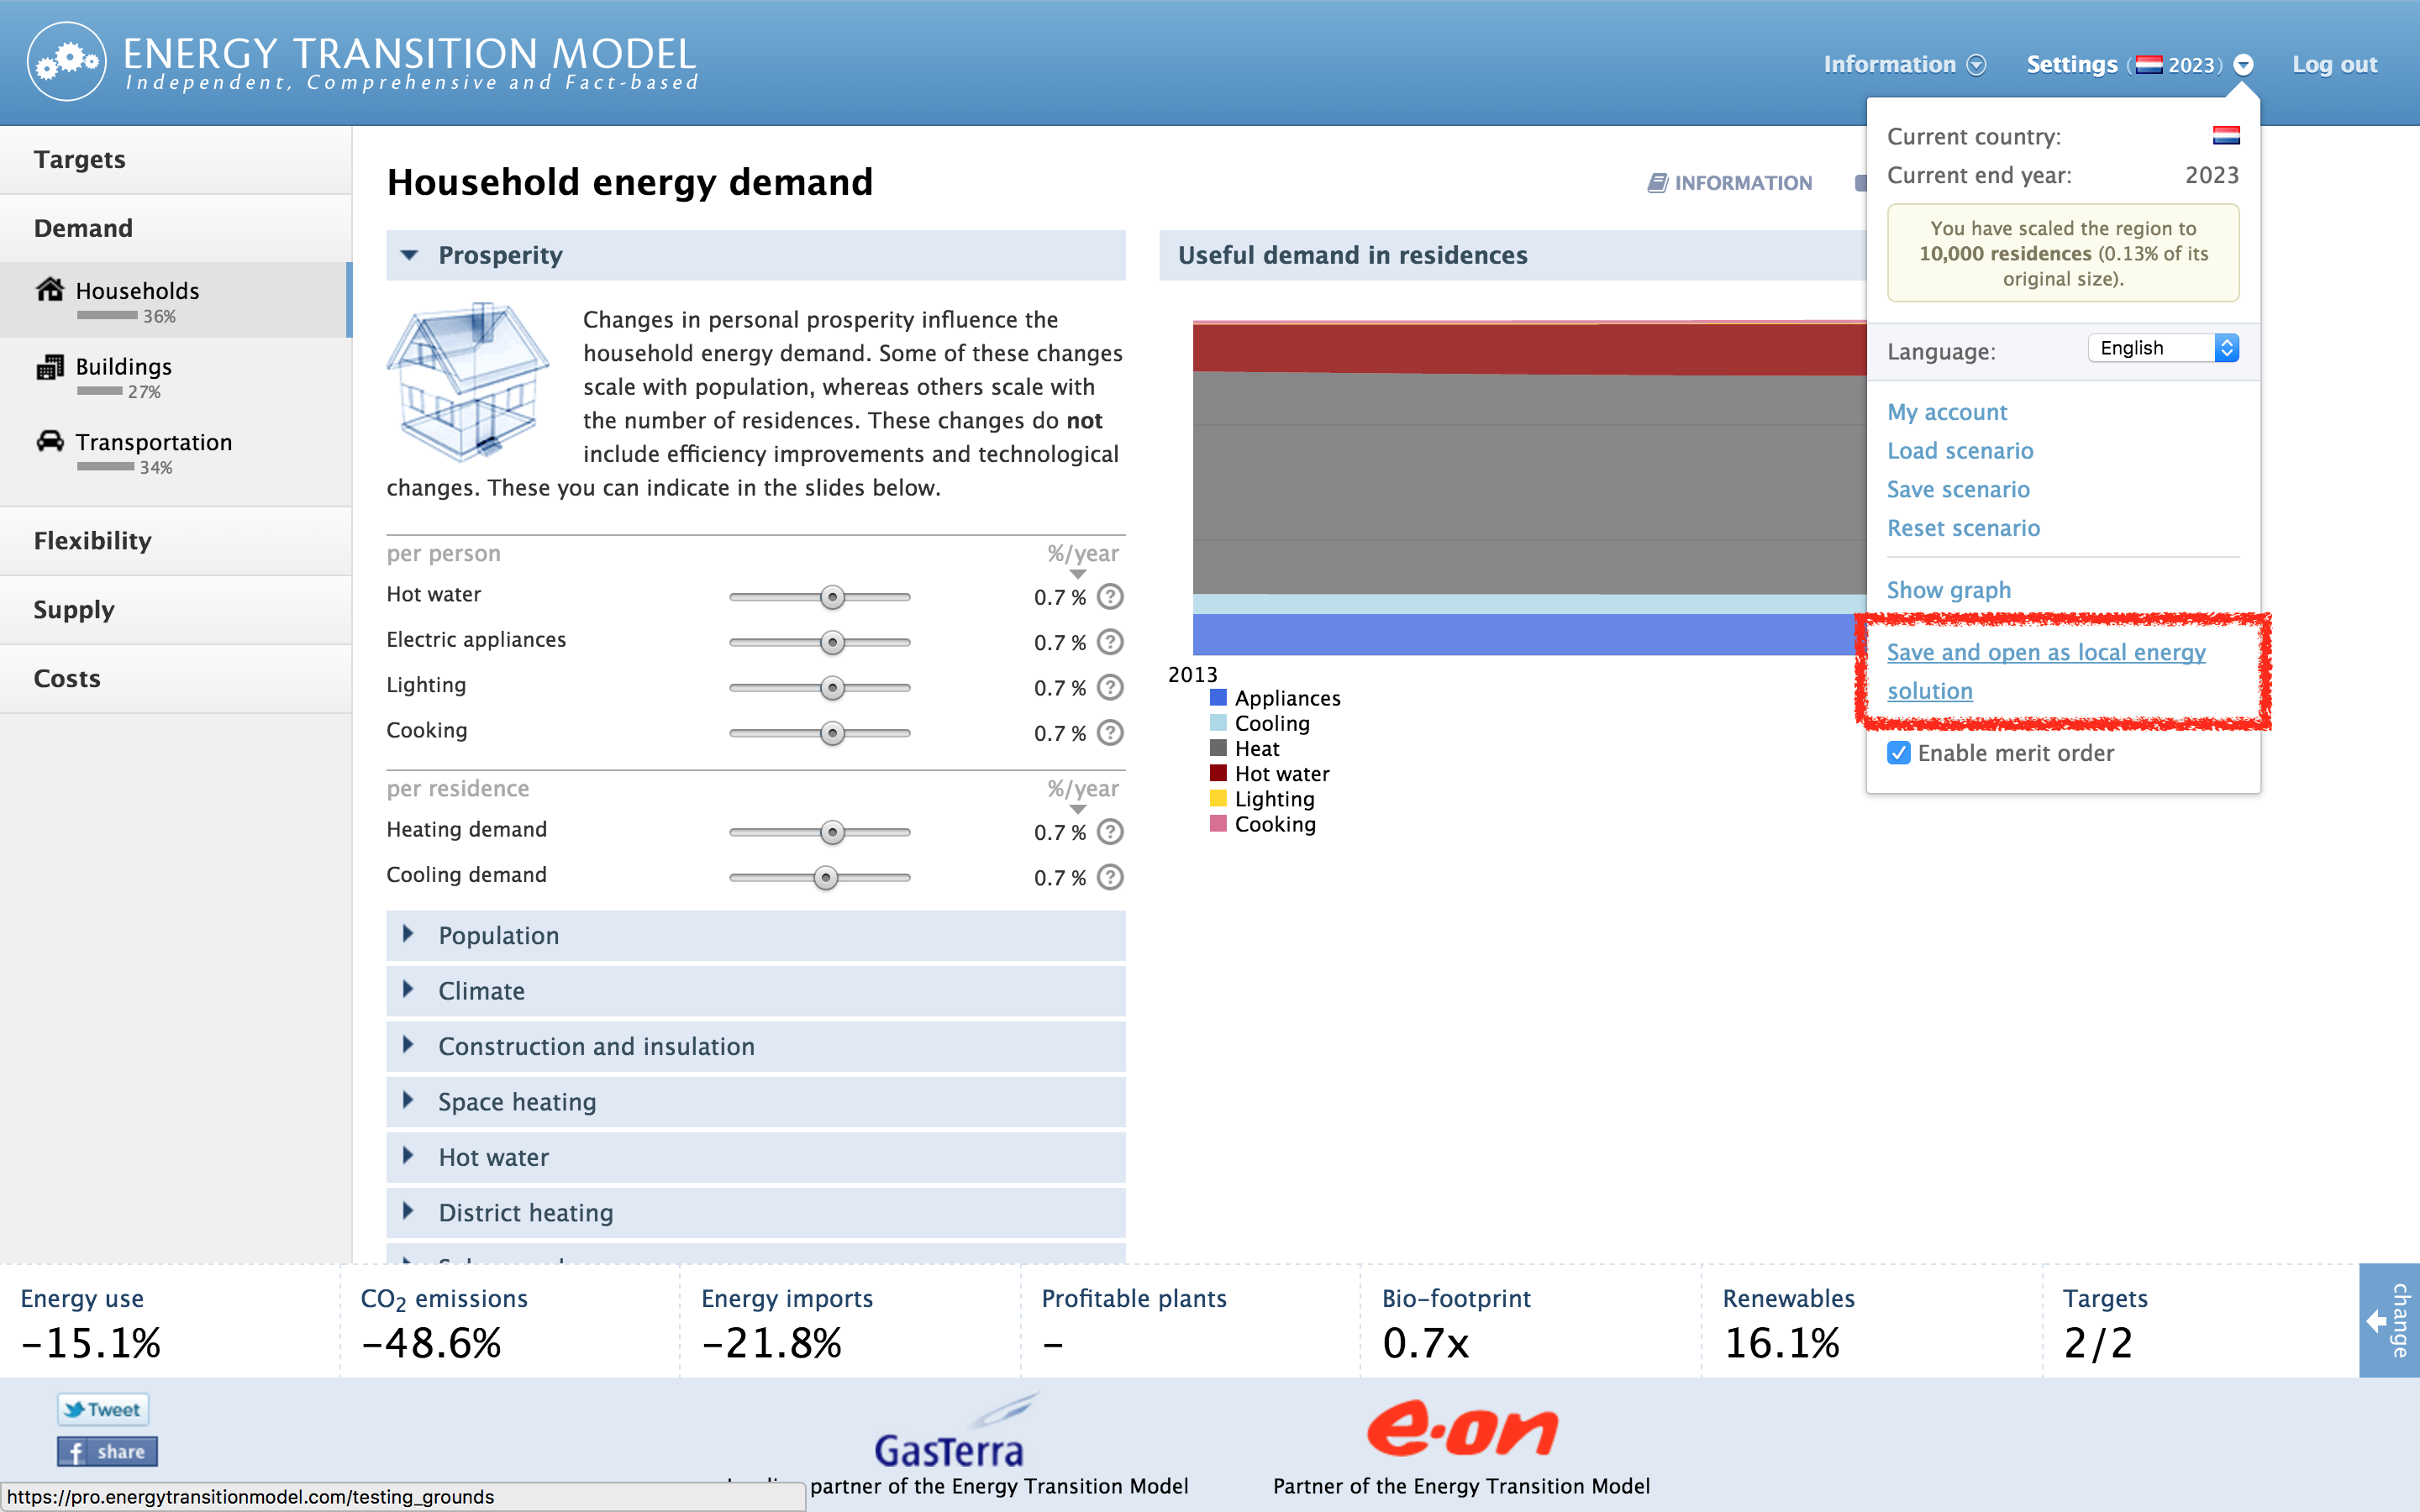 ENERGY TRANSITION MODEL
Independent, Comprehensive and Fact-based
Information
Settings ( 2023)
Log out
Targets
Demand
Households
36%
Buildings
27%
Transportation
34%
Flexibility
Supply
Costs
Household energy demand
INFORMATION
Prosperity
Changes in personal prosperity influence the
household energy demand. Some of these changes
scale with population, whereas others scale with
the number of residences. These changes do not
include efficiency improvements and technological
changes. These you can indicate in the slides below.
per person %/year
Hot water 0.7 % ?
Electric appliances 0.7 % ?
Lighting 0.7 % ?
Cooking 0.7 % ?
per residence %/year
Heating demand 0.7 % ?
Cooling demand 0.7 % ?
Population
Climate
Construction and insulation
Space heating
Hot water
District heating
Useful demand in residences
2013
Appliances
Cooling
Heat
Hot water
Lighting
Cooking
Current country:
Current end year: 2023
You have scaled the region to
10,000 residences (0.13% of its
original size).
Language: English
My account
Load scenario
Save scenario
Reset scenario
Show graph
Save and open as local energy
solution
Enable merit order
Energy use
-15.1%
CO2 emissions
-48.6%
Energy imports
-21.8%
Profitable plants
-
Bio-footprint
0.7x
Renewables
16.1%
Targets
2/2
change
Tweet
f share
GasTerra
partner of the Energy Transition Model
e·on
Partner of the Energy Transition Model
https://pro.energytransitionmodel.com/testing_grounds